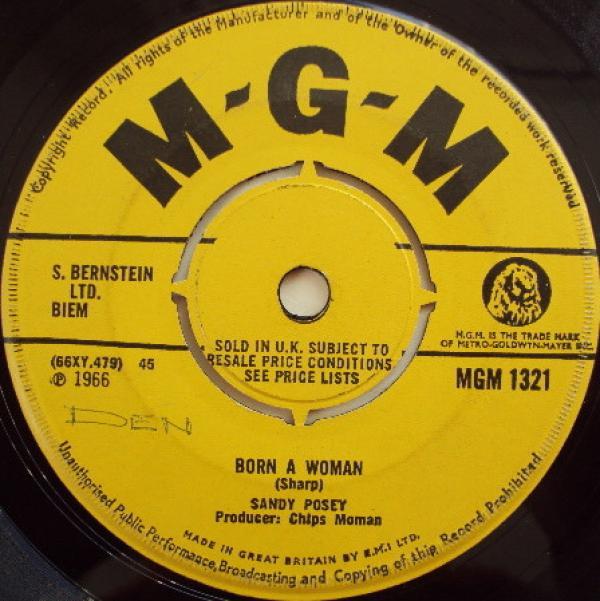 Copyright Record. All rights of the Manufacturer and of the Owner of the recorded work reserved
M-G-M
S. BERNSTEIN
LTD.
BIEM
M.G.M. IS THE TRADE MARK
OF METRO-GOLDWYN-MAYER INC.
SOLD IN U.K. SUBJECT TO
RESALE PRICE CONDITIONS
SEE PRICE LISTS
(66XY.479) 45
℗ 1966
MGM 1321
DEN
BORN A WOMAN
(Sharp)
SANDY POSEY
Producer: Chips Moman
MADE IN GREAT BRITAIN BY E.M.I LTD.
Unauthorised Public Performance, Broadcasting and Copying of this Record Prohibited